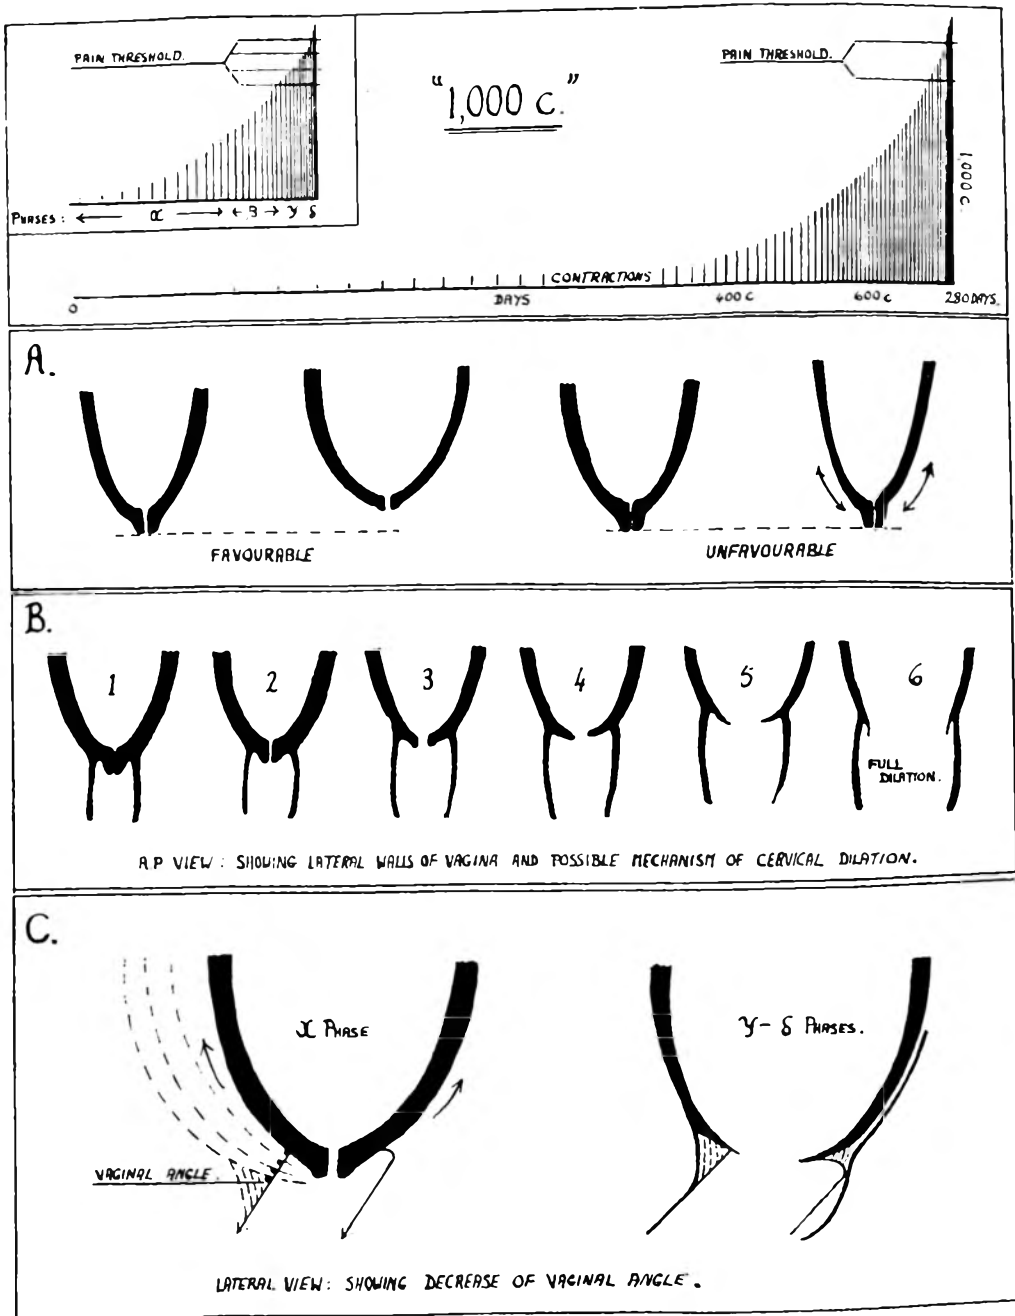 PAIN THRESHOLD.
PHASES: α β γ δ
"1,000 C."
PAIN THRESHOLD.
1,000 C.
CONTRACTIONS
0 DAYS 400 C 600 C 280 DAYS.
A.
FAVOURABLE
UNFAVOURABLE
B.
1 2 3 4 5 6
FULL
DILATION.
A.P VIEW: SHOWING LATERAL WALLS OF VAGINA AND POSSIBLE MECHANISM OF CERVICAL DILATION.
C.
α PHASE
γ - δ PHASES.
VAGINAL ANGLE.
LATERAL VIEW: SHOWING DECREASE OF VAGINAL ANGLE.